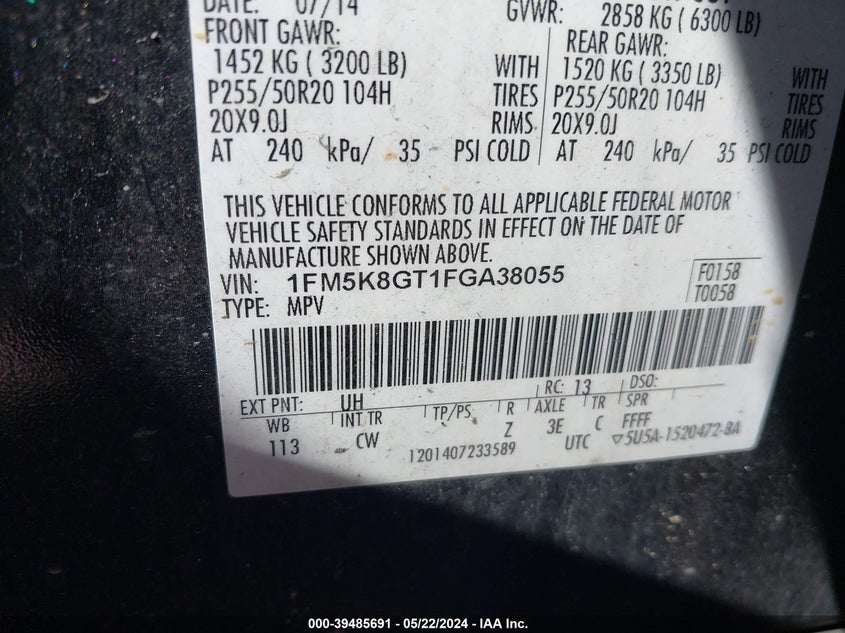 DATE: 07/14
GVWR: 2858 KG ( 6300 LB)
FRONT GAWR:
REAR GAWR:
1452 KG ( 3200 LB) WITH 1520 KG ( 3350 LB) WITH
P255/50R20 104H TIRES P255/50R20 104H TIRES
20X9.0J RIMS 20X9.0J RIMS
AT 240 kPa/ 35 PSI COLD AT 240 kPa/ 35 PSI COLD
THIS VEHICLE CONFORMS TO ALL APPLICABLE FEDERAL MOTOR
VEHICLE SAFETY STANDARDS IN EFFECT ON THE DATE OF
MANUFACTURE SHOWN ABOVE.
VIN: 1FM5K8GT1FGA38055 F0158
TYPE: MPV T0058
RC: 13 DSO:
EXT PNT: UH
WB INT TR TP/PS R AXLE TR SPR
113 CW Z 3E C FFFF
1201407233589 UTC ▽5U5A-1520472-BA
000-39485691 - 05/22/2024 - IAA Inc.